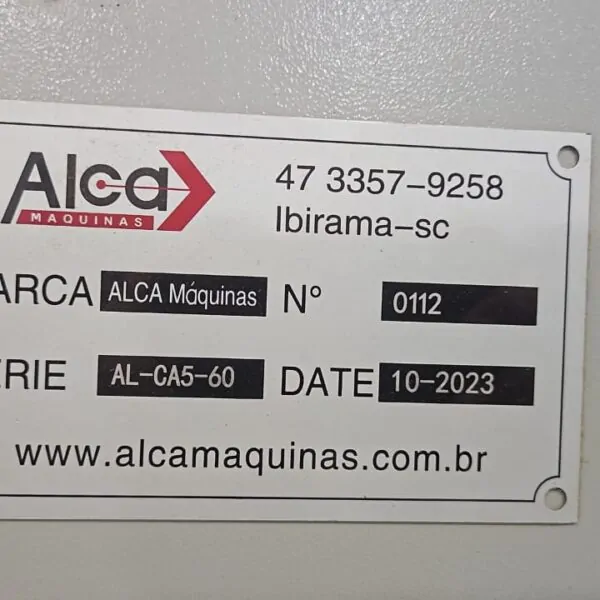 Alca
MAQUINAS
47 3357-9258
Ibirama-sc
ARCA ALCA Máquinas Nº 0112
ÉRIE AL-CA5-60 DATE 10-2023
www.alcamaquinas.com.br